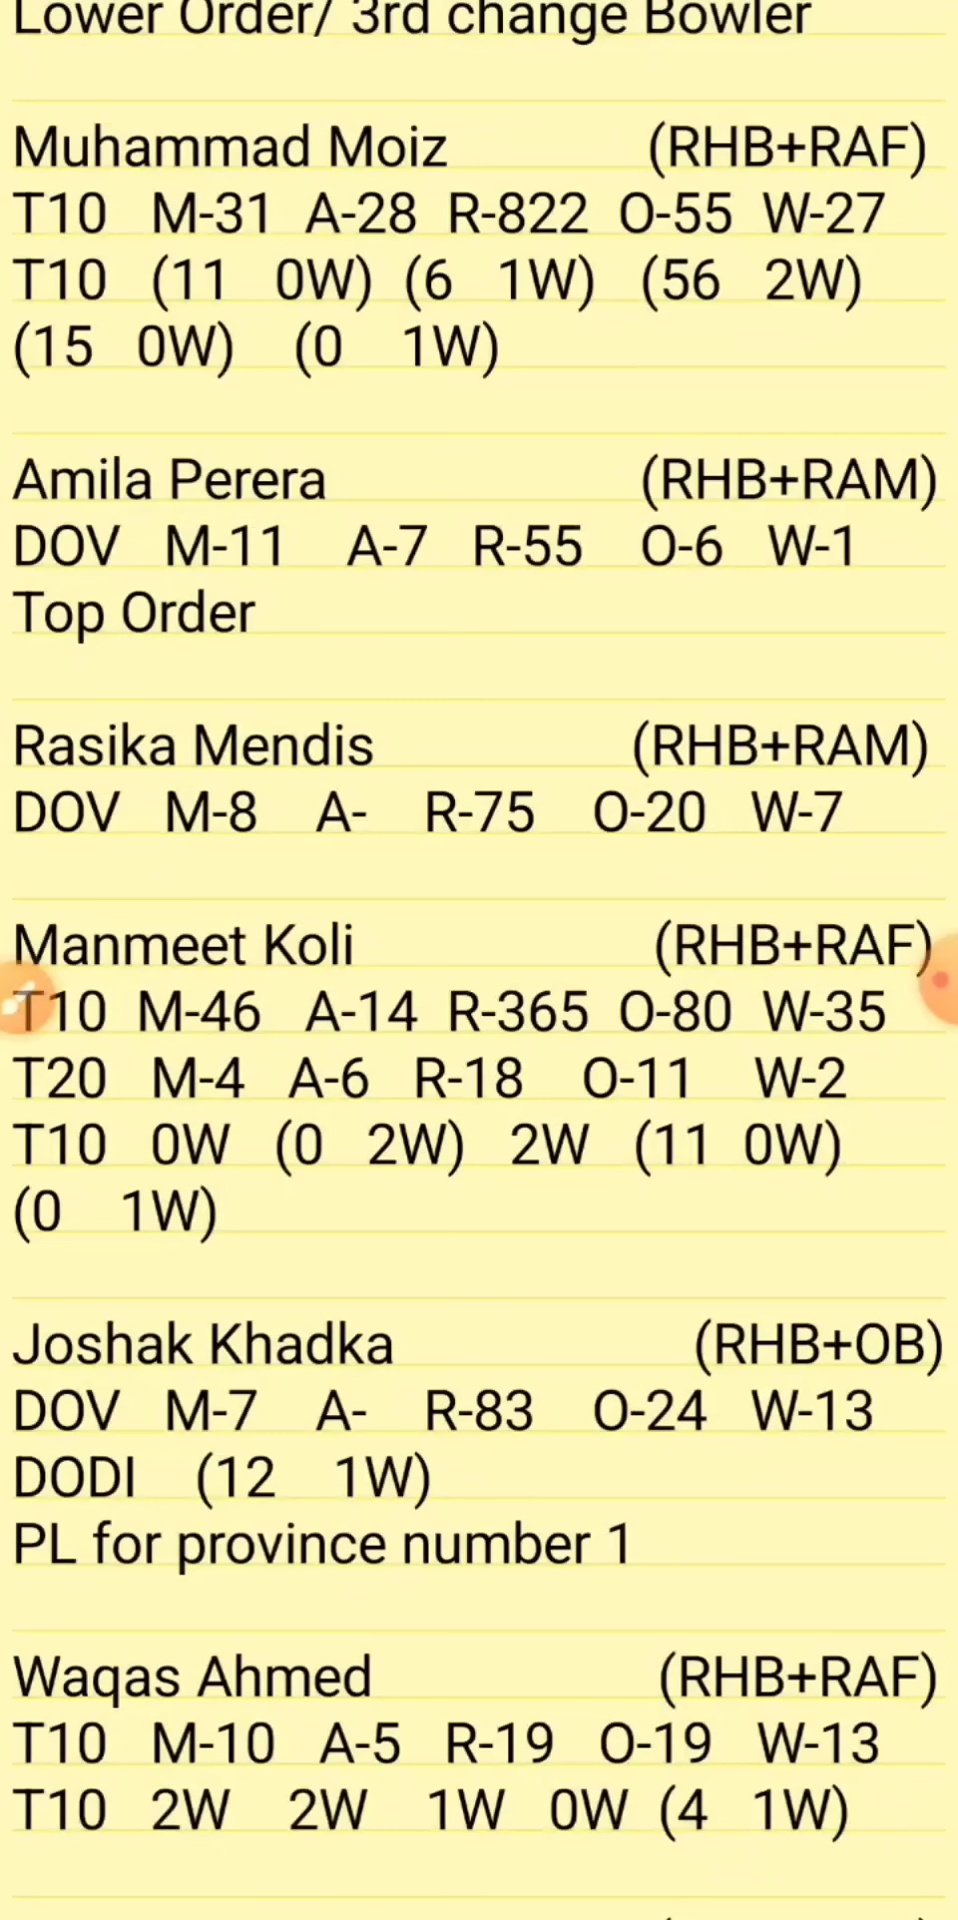 Lower Order/ 3rd change Bowler
Muhammad Moiz (RHB+RAF)
T10 M-31 A-28 R-822 O-55 W-27
T10 (11 0W) (6 1W) (56 2W)
(15 0W) (0 1W)
Amila Perera (RHB+RAM)
DOV M-11 A-7 R-55 O-6 W-1
Top Order
Rasika Mendis (RHB+RAM)
DOV M-8 A- R-75 O-20 W-7
Manmeet Koli (RHB+RAF)
T10 M-46 A-14 R-365 O-80 W-35
T20 M-4 A-6 R-18 O-11 W-2
T10 0W (0 2W) 2W (11 0W)
(0 1W)
Joshak Khadka (RHB+OB)
DOV M-7 A- R-83 O-24 W-13
DODI (12 1W)
PL for province number 1
Waqas Ahmed (RHB+RAF)
T10 M-10 A-5 R-19 O-19 W-13
T10 2W 2W 1W 0W (4 1W)